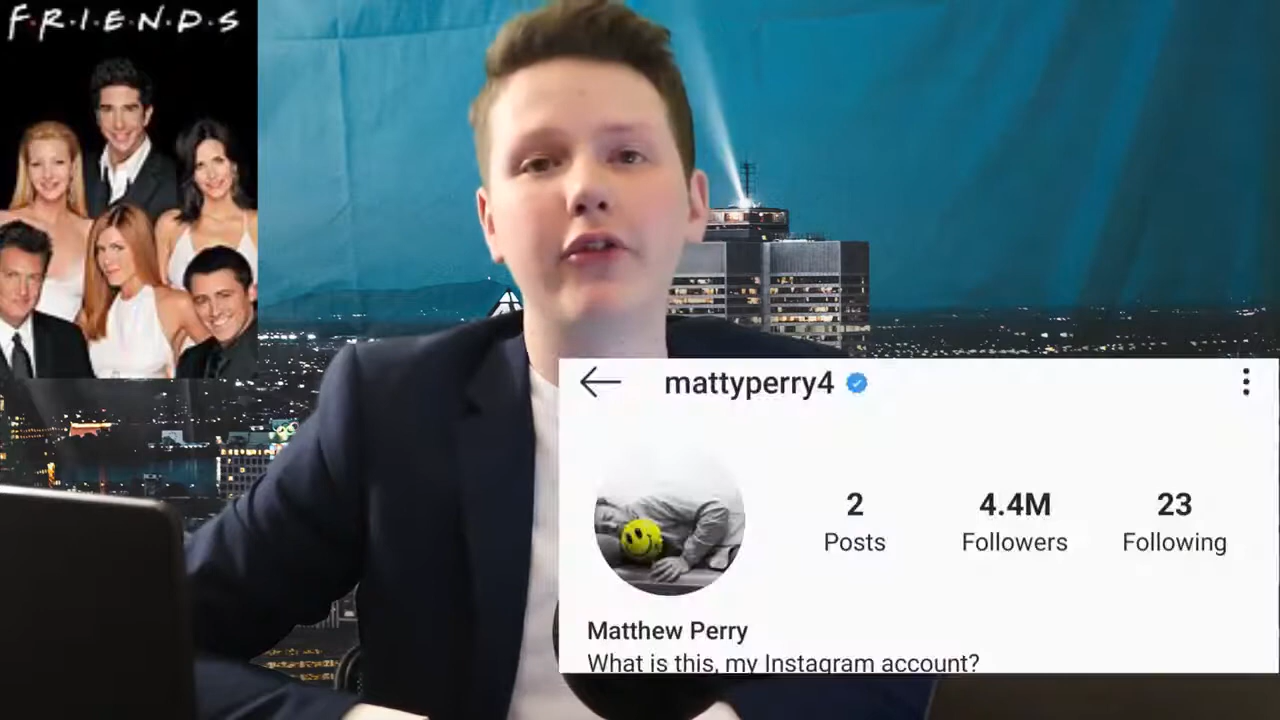 F·R·I·E·N·D·S
mattyperry4
2 4.4M 23
Posts Followers Following
Matthew Perry
What is this, my Instagram account?